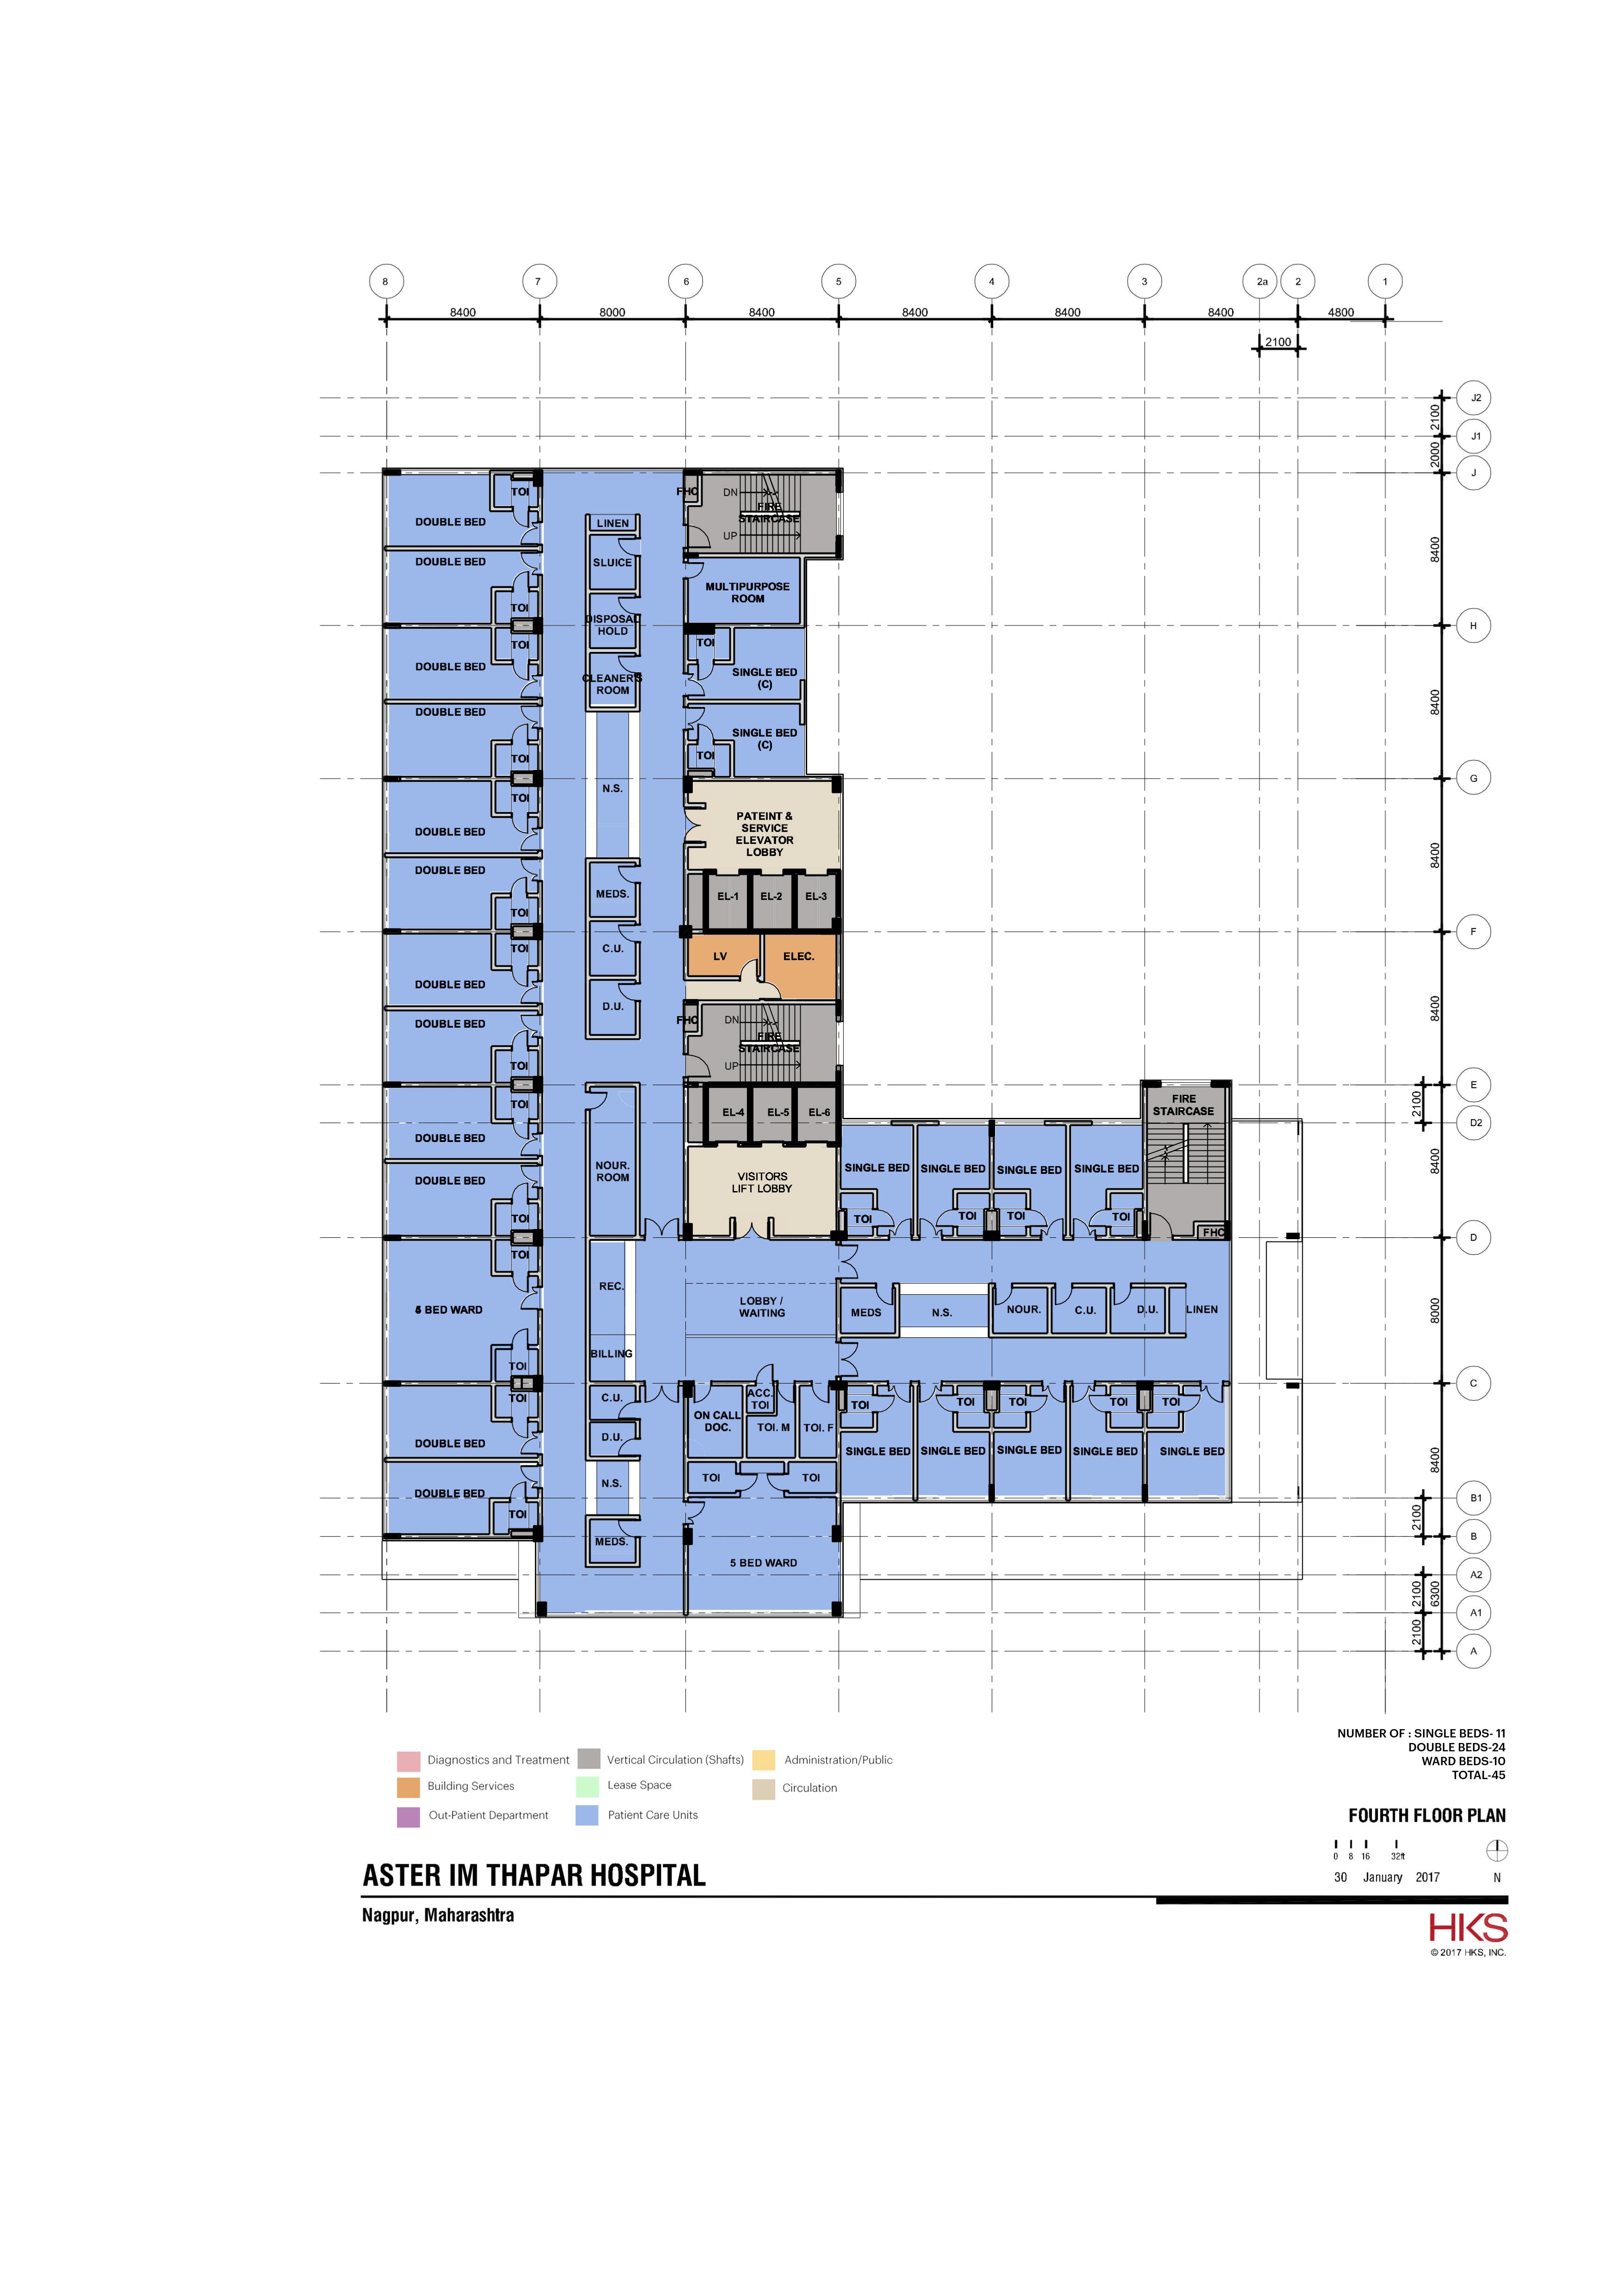 8 7 6 5 4 3 2a 2 1
8400 8000 8400 8400 8400 8400 4800
2100
J2
2100
J1
2000
J
TOI
FHC
DN
FIRE
STAIRCASE
UP
DOUBLE BED
LINEN
8400
DOUBLE BED
SLUICE
MULTIPURPOSE
ROOM
TOI
DISPOSAL
HOLD
H
TOI
TOI
DOUBLE BED
CLEANER'S
ROOM
SINGLE BED
(C)
8400
DOUBLE BED
SINGLE BED
(C)
TOI
TOI
G
N.S.
TOI
PATEINT &
SERVICE
ELEVATOR
LOBBY
DOUBLE BED
8400
DOUBLE BED
MEDS.
EL-1 EL-2 EL-3
TOI
F
TOI
C.U.
LV
ELEC.
DOUBLE BED
D.U.
8400
DOUBLE BED
FHC
DN
FIRE
STAIRCASE
UP
TOI
E
TOI
EL-4 EL-5 EL-6
FIRE
STAIRCASE
2100
D2
DOUBLE BED
NOUR.
ROOM
VISITORS
LIFT LOBBY
SINGLE BED SINGLE BED SINGLE BED SINGLE BED
8400
DOUBLE BED
TOI
TOI TOI TOI TOI
FHC
D
TOI
REC.
LOBBY /
WAITING
5 BED WARD
MEDS N.S. NOUR. C.U. D.U. LINEN
8000
BILLING
TOI
C
TOI
C.U.
ON CALL
DOC.
ACC.
TOI
TOI. M
TOI. F
TOI TOI TOI TOI TOI
D.U.
DOUBLE BED
SINGLE BED SINGLE BED SINGLE BED SINGLE BED SINGLE BED
8400
N.S.
TOI TOI
DOUBLE BED
TOI
B1
2100
B
MEDS.
5 BED WARD
A2
2100
6300
A1
2100
A
NUMBER OF : SINGLE BEDS- 11
DOUBLE BEDS-24
WARD BEDS-10
TOTAL-45
Diagnostics and Treatment
Vertical Circulation (Shafts)
Administration/Public
Building Services
Lease Space
Circulation
Out-Patient Department
Patient Care Units
FOURTH FLOOR PLAN
0 8 16 32ft
30 January 2017
N
ASTER IM THAPAR HOSPITAL
Nagpur, Maharashtra
HKS
© 2017 HKS, INC.